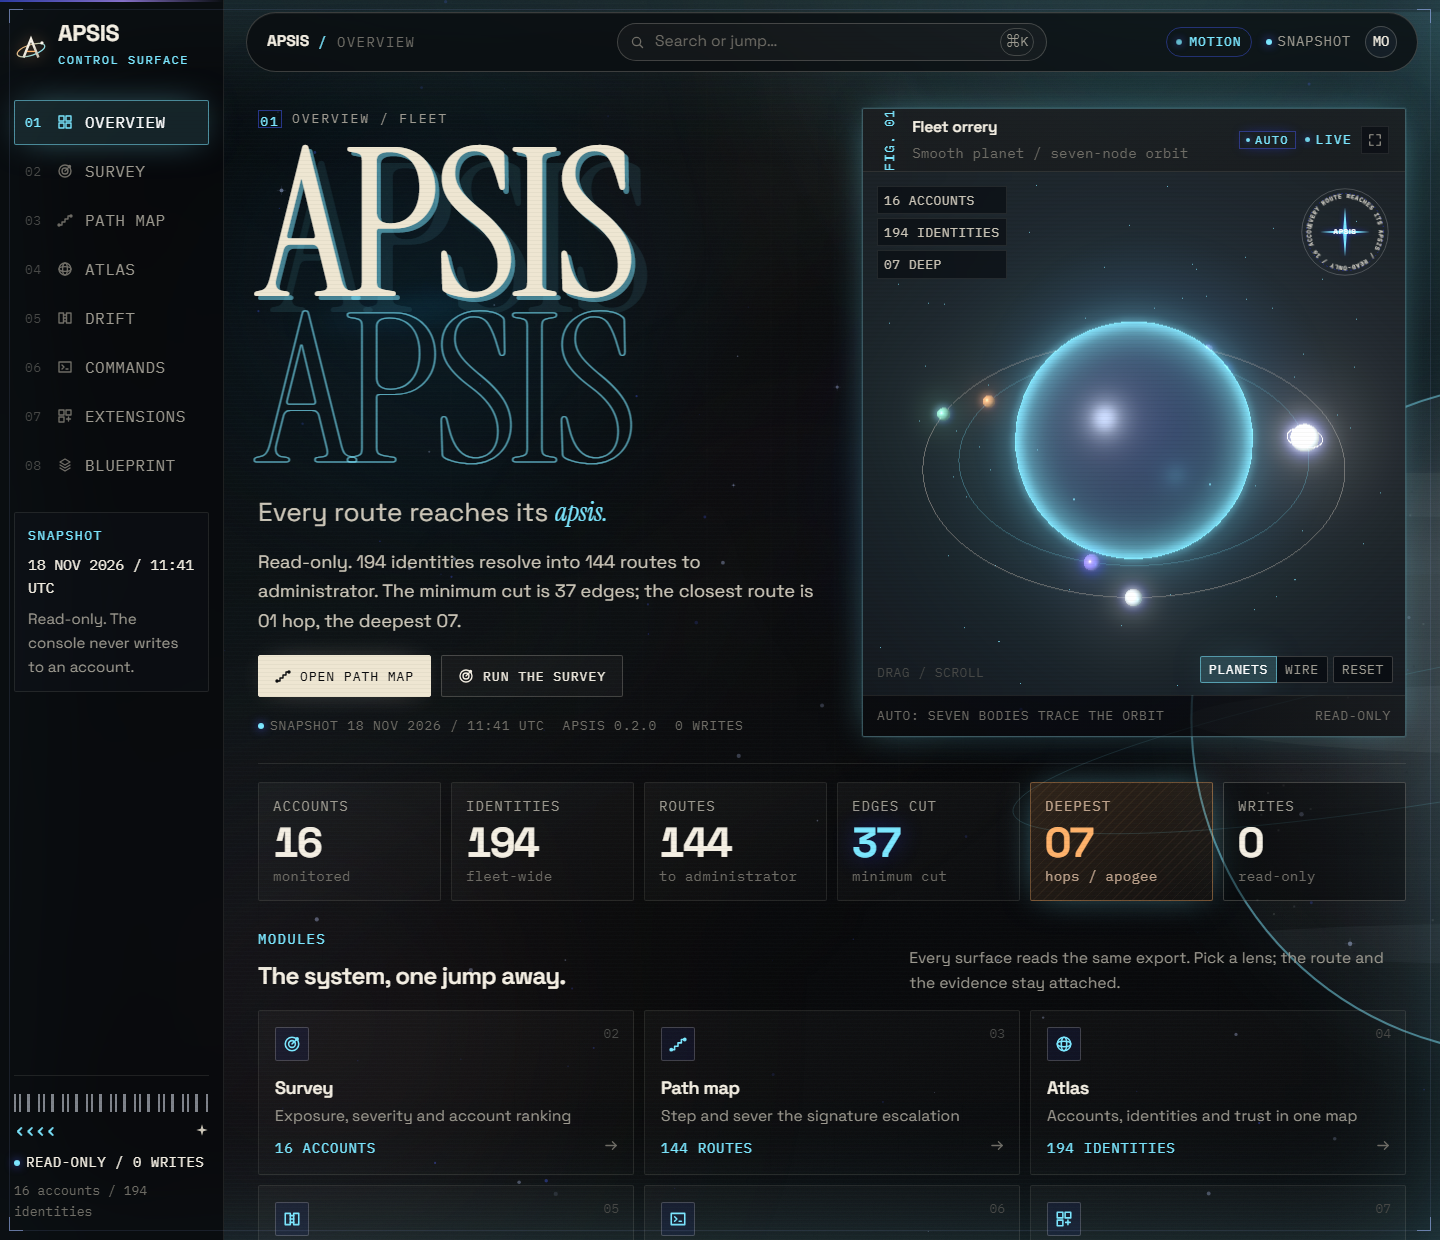 APSIS
CONTROL SURFACE
01 OVERVIEW
02 SURVEY
03 PATH MAP
04 ATLAS
05 DRIFT
06 COMMANDS
07 EXTENSIONS
08 BLUEPRINT
SNAPSHOT
18 NOV 2026 / 11:41
UTC
Read-only. The
console never writes
to an account.
READ-ONLY / 0 WRITES
16 accounts / 194
identities
APSIS / OVERVIEW
Search or jump...
⌘K
MOTION
SNAPSHOT
MO
01 OVERVIEW / FLEET
APSIS
APSIS
Every route reaches its apsis.
Read-only. 194 identities resolve into 144 routes to
administrator. The minimum cut is 37 edges; the closest route is
01 hop, the deepest 07.
OPEN PATH MAP
RUN THE SURVEY
SNAPSHOT 18 NOV 2026 / 11:41 UTC APSIS 0.2.0 0 WRITES
FIG. 01
Fleet orrery
Smooth planet / seven-node orbit
AUTO
LIVE
16 ACCOUNTS
194 IDENTITIES
07 DEEP
EVERY ROUTE REACHES ITS APSIS / READ-ONLY / 16
APSIS
DRAG / SCROLL
PLANETS
WIRE
RESET
AUTO: SEVEN BODIES TRACE THE ORBIT
READ-ONLY
ACCOUNTS
16
monitored
IDENTITIES
194
fleet-wide
ROUTES
144
to administrator
EDGES CUT
37
minimum cut
DEEPEST
07
hops / apogee
WRITES
0
read-only
MODULES
The system, one jump away.
Every surface reads the same export. Pick a lens; the route and
the evidence stay attached.
02
Survey
Exposure, severity and account ranking
16 ACCOUNTS
03
Path map
Step and sever the signature escalation
144 ROUTES
04
Atlas
Accounts, identities and trust in one map
194 IDENTITIES
05
06
07